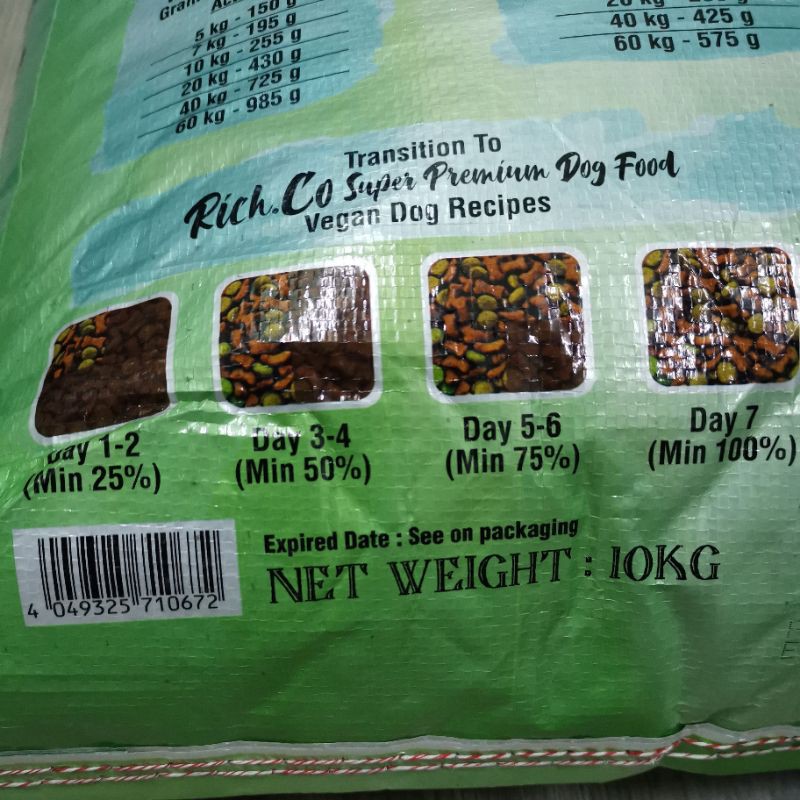 5 kg - 150 g
7 kg - 195 g
10 kg - 255 g
20 kg - 430 g
40 kg - 725 g
60 kg - 985 g
40 kg - 425 g
60 kg - 575 g
Transition To
Rich.Co Super Premium Dog Food
Vegan Dog Recipes
Day 1-2
(Min 25%)
Day 3-4
(Min 50%)
Day 5-6
(Min 75%)
Day 7
(Min 100%)
4 049325 710672
Expired Date : See on packaging
NET WEIGHT : 10KG